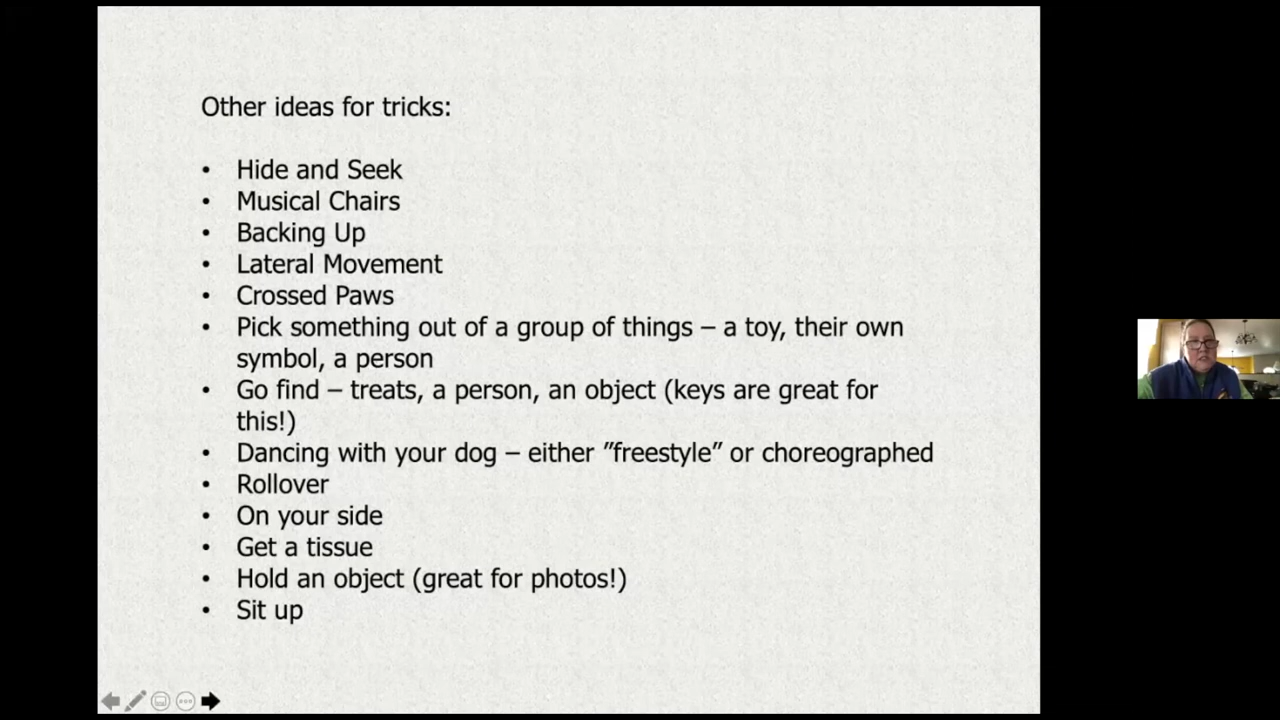 Other ideas for tricks:
• Hide and Seek
• Musical Chairs
• Backing Up
• Lateral Movement
• Crossed Paws
• Pick something out of a group of things – a toy, their own
symbol, a person
• Go find – treats, a person, an object (keys are great for
this!)
• Dancing with your dog – either ”freestyle” or choreographed
• Rollover
• On your side
• Get a tissue
• Hold an object (great for photos!)
• Sit up